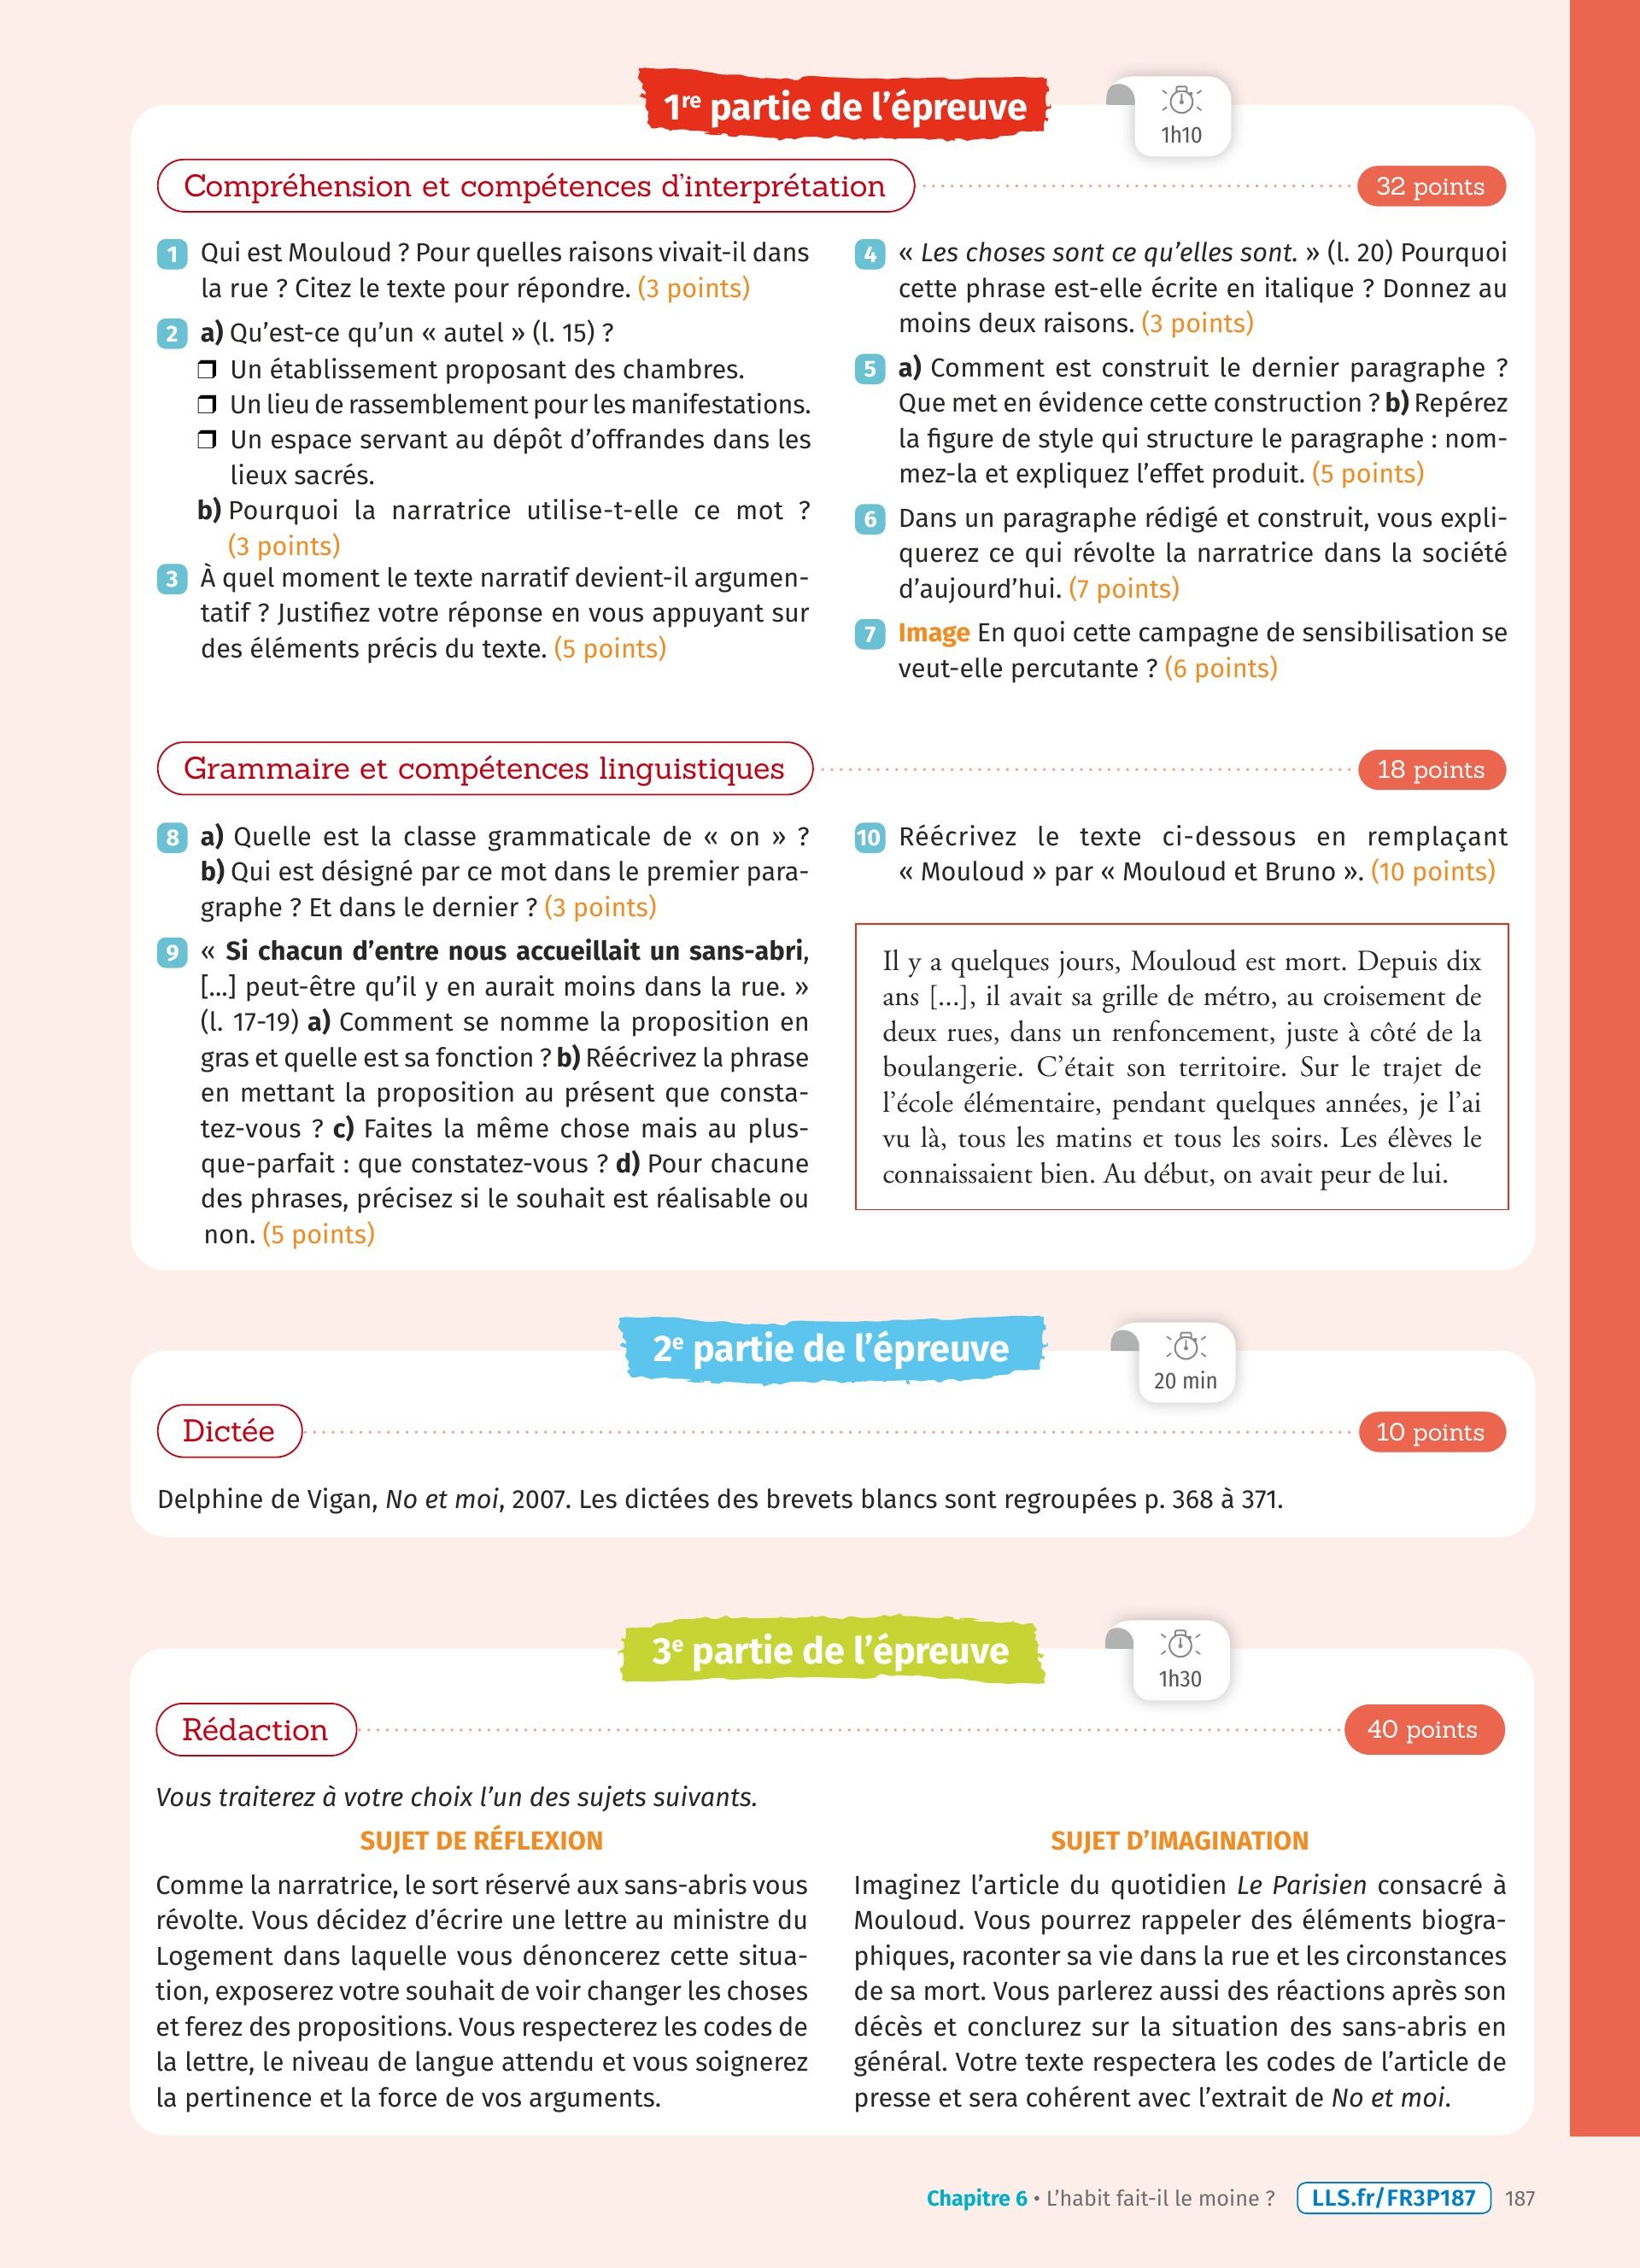 1re partie de l'épreuve
1h10
Compréhension et compétences d'interprétation
32 points
1 Qui est Mouloud ? Pour quelles raisons vivait-il dans
la rue ? Citez le texte pour répondre. (3 points)
2 a) Qu'est-ce qu'un « autel » (l. 15) ?
❒ Un établissement proposant des chambres.
❒ Un lieu de rassemblement pour les manifestations.
❒ Un espace servant au dépôt d'offrandes dans les
lieux sacrés.
b) Pourquoi la narratrice utilise-t-elle ce mot ?
(3 points)
3 À quel moment le texte narratif devient-il argumen-
tatif ? Justifiez votre réponse en vous appuyant sur
des éléments précis du texte. (5 points)
4 « Les choses sont ce qu'elles sont. » (l. 20) Pourquoi
cette phrase est-elle écrite en italique ? Donnez au
moins deux raisons. (3 points)
5 a) Comment est construit le dernier paragraphe ?
Que met en évidence cette construction ? b) Repérez
la figure de style qui structure le paragraphe : nom-
mez-la et expliquez l'effet produit. (5 points)
6 Dans un paragraphe rédigé et construit, vous expli-
querez ce qui révolte la narratrice dans la société
d'aujourd'hui. (7 points)
7 Image En quoi cette campagne de sensibilisation se
veut-elle percutante ? (6 points)
Grammaire et compétences linguistiques
18 points
8 a) Quelle est la classe grammaticale de « on » ?
b) Qui est désigné par ce mot dans le premier para-
graphe ? Et dans le dernier ? (3 points)
9 « Si chacun d'entre nous accueillait un sans-abri,
[...] peut-être qu'il y en aurait moins dans la rue. »
(l. 17-19) a) Comment se nomme la proposition en
gras et quelle est sa fonction ? b) Réécrivez la phrase
en mettant la proposition au présent que consta-
tez-vous ? c) Faites la même chose mais au plus-
que-parfait : que constatez-vous ? d) Pour chacune
des phrases, précisez si le souhait est réalisable ou
non. (5 points)
10 Réécrivez le texte ci-dessous en remplaçant
« Mouloud » par « Mouloud et Bruno ». (10 points)
Il y a quelques jours, Mouloud est mort. Depuis dix
ans [...], il avait sa grille de métro, au croisement de
deux rues, dans un renfoncement, juste à côté de la
boulangerie. C'était son territoire. Sur le trajet de
l'école élémentaire, pendant quelques années, je l'ai
vu là, tous les matins et tous les soirs. Les élèves le
connaissaient bien. Au début, on avait peur de lui.
2e partie de l'épreuve
20 min
Dictée
10 points
Delphine de Vigan, No et moi, 2007. Les dictées des brevets blancs sont regroupées p. 368 à 371.
3e partie de l'épreuve
1h30
Rédaction
40 points
Vous traiterez à votre choix l'un des sujets suivants.
SUJET DE RÉFLEXION
Comme la narratrice, le sort réservé aux sans-abris vous
révolte. Vous décidez d'écrire une lettre au ministre du
Logement dans laquelle vous dénoncerez cette situa-
tion, exposerez votre souhait de voir changer les choses
et ferez des propositions. Vous respecterez les codes de
la lettre, le niveau de langue attendu et vous soignerez
la pertinence et la force de vos arguments.
SUJET D'IMAGINATION
Imaginez l'article du quotidien Le Parisien consacré à
Mouloud. Vous pourrez rappeler des éléments biogra-
phiques, raconter sa vie dans la rue et les circonstances
de sa mort. Vous parlerez aussi des réactions après son
décès et conclurez sur la situation des sans-abris en
général. Votre texte respectera les codes de l'article de
presse et sera cohérent avec l'extrait de No et moi.
Chapitre 6 • L'habit fait-il le moine ? LLS.fr/FR3P187 187